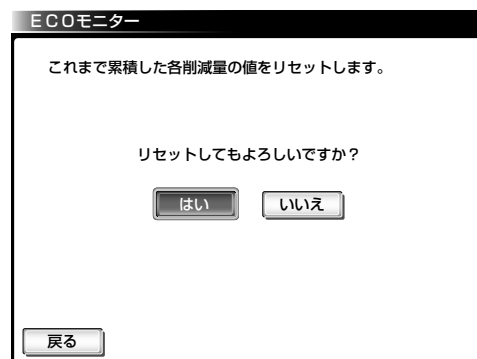 ECOモニター
これまで累積した各削減量の値をリセットします。
リセットしてもよろしいですか？
はい
いいえ
戻る